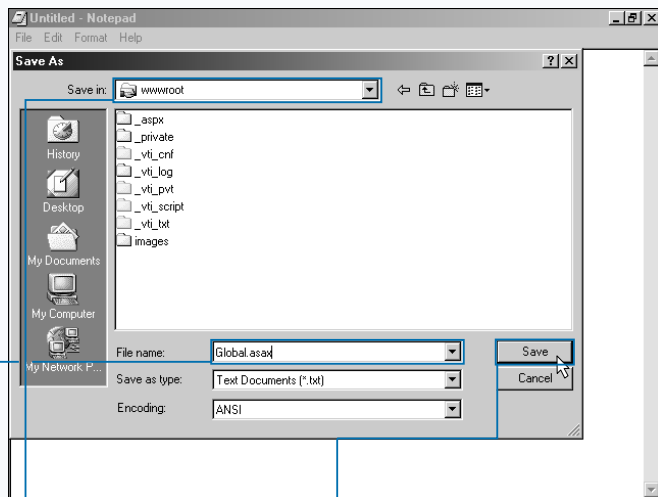 Untitled - Notepad
File Edit Format Help
Save As
Save in: wwwroot
_aspx
_private
_vti_cnf
_vti_log
_vti_pvt
_vti_script
_vti_txt
images
History
Desktop
My Documents
My Computer
My Network P...
File name: Global.asax Save
Save as type: Text Documents (*.txt) Cancel
Encoding: ANSI